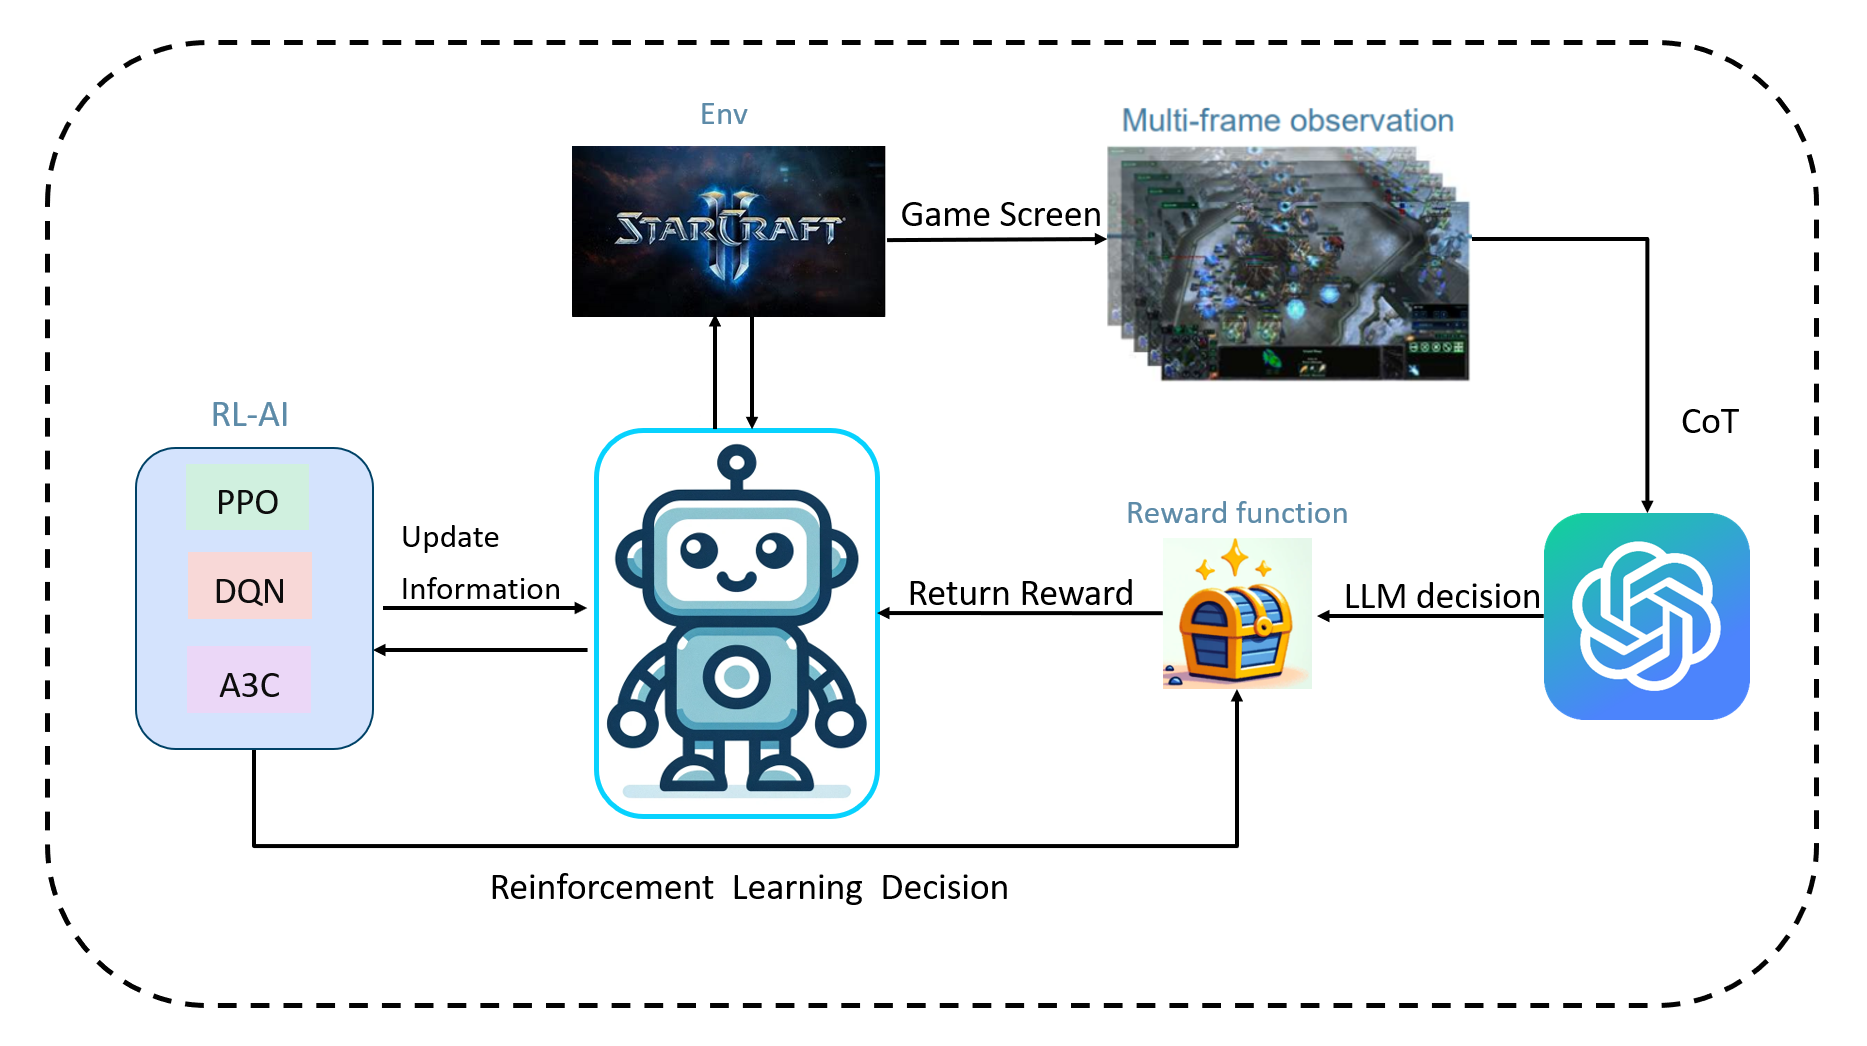 Env
Multi-frame observation
STARCRAFT
II
Game Screen
CoT
RL-AI
PPO
DQN
A3C
Update
Information
Reward function
Return Reward
LLM decision
Reinforcement Learning Decision